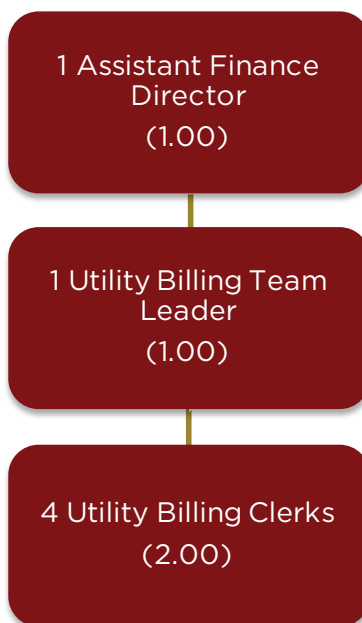 1 Assistant Finance
Director
(1.00)
1 Utility Billing Team
Leader
(1.00)
4 Utility Billing Clerks
(2.00)